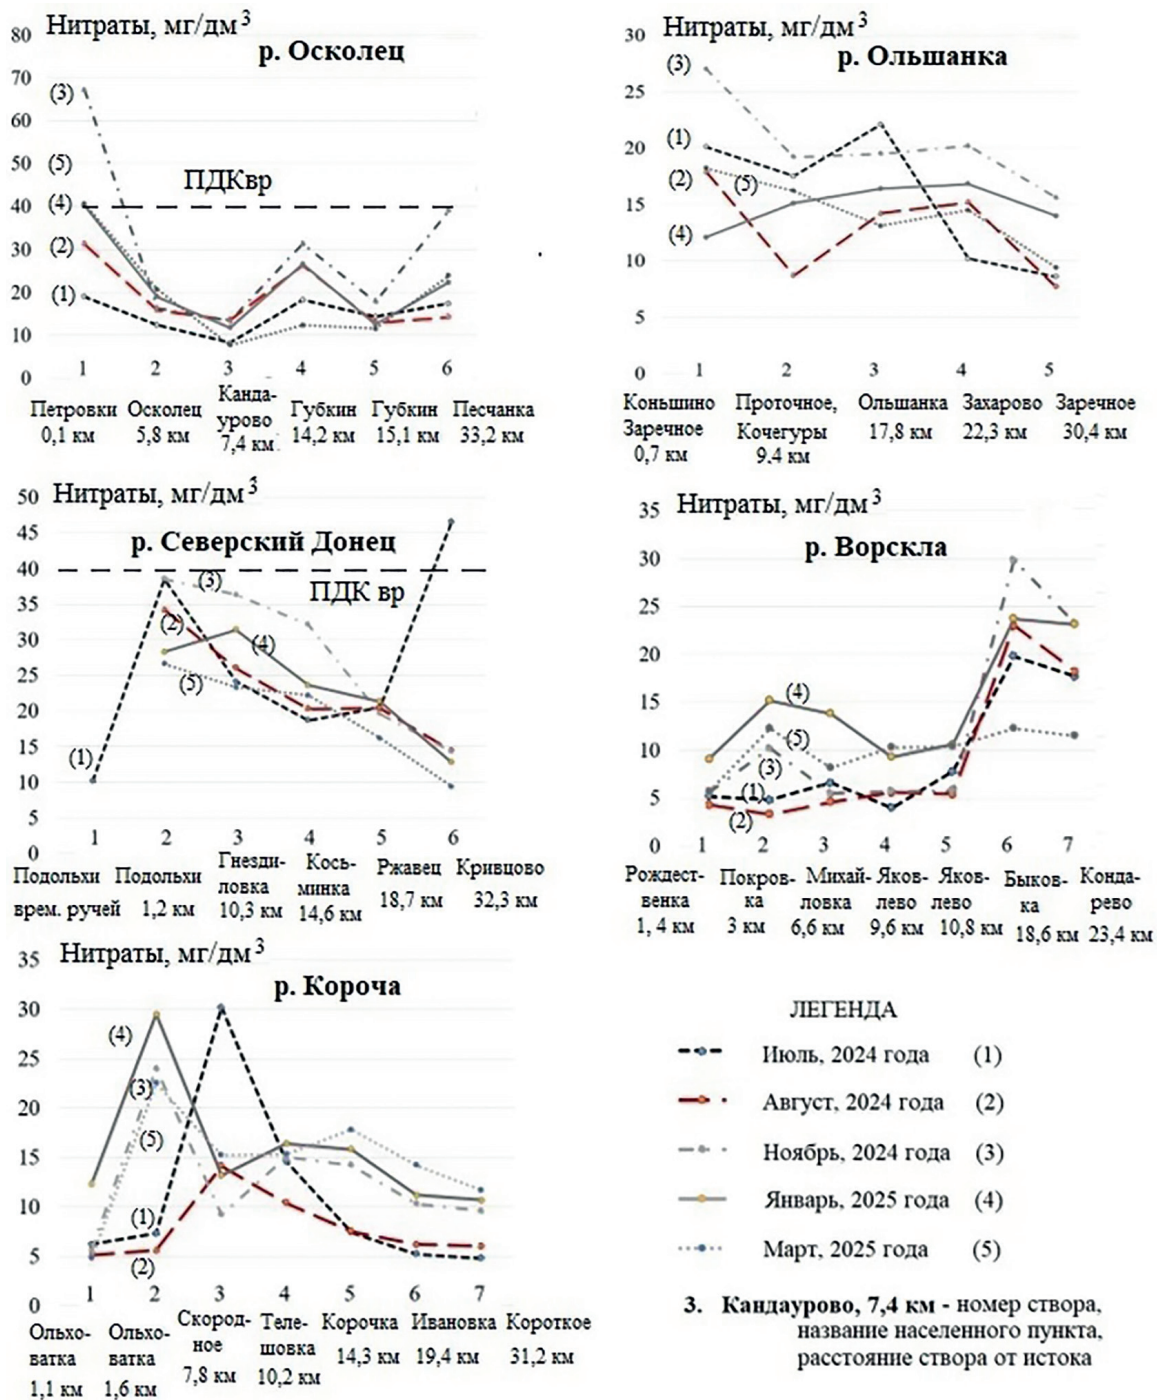 Нитраты, мг/дм3
р. Осколец
80
70
(3)
60
50
(5)
ПДКвр
40
(4)
30
(2)
20
(1)
10
0
1 2 3 4 5 6
Петровки
0,1 км
Осколец
5,8 км
Канда-
урово
7,4 км
Губкин
14,2 км
Губкин
15,1 км
Песчанка
33,2 км
Нитраты, мг/дм3
р. Ольшанка
30
(3)
25
(1)
20
(2)
(5)
15
(4)
10
5
0
1 2 3 4 5
Коньшино
Заречное
0,7 км
Проточное,
Кочегуры
9,4 км
Ольшанка
17,8 км
Захарово
22,3 км
Заречное
30,4 км
Нитраты, мг/дм3
р. Северский Донец
50
45
40
(3)
ПДК вр
35
(2)
30
(4)
25
(5)
20
15
(1)
10
5
0
1 2 3 4 5 6
Подольхи
врем. ручей
Подольхи
1,2 км
Гнезди-
ловка
10,3 км
Кось-
минка
14,6 км
Ржавец
18,7 км
Кривцово
32,3 км
Нитраты, мг/дм3
р. Ворскла
35
30
25
20
15
(4)
(5)
10
(3)
5
(1)
(2)
0
1 2 3 4 5 6 7
Рождест-
венка
1, 4 км
Покров-
ка
3 км
Михай-
ловка
6,6 км
Яков-
лево
9,6 км
Яков-
лево
10,8 км
Быков-
ка
18,6 км
Конда-
рево
23,4 км
Нитраты, мг/дм3
р. Короча
35
30
(4)
25
(3)
20
(5)
15
10
(1)
5
(2)
0
1 2 3 4 5 6 7
Ольхо-
ватка
1,1 км
Ольхо-
ватка
1,6 км
Скород-
ное
7,8 км
Теле-
шовка
10,2 км
Корочка
14,3 км
Ивановка
19,4 км
Короткое
31,2 км
ЛЕГЕНДА
Июль, 2024 года (1)
Август, 2024 года (2)
Ноябрь, 2024 года (3)
Январь, 2025 года (4)
Март, 2025 года (5)
3. Кандаурово, 7,4 км - номер створа,
название населенного пункта,
расстояние створа от истока